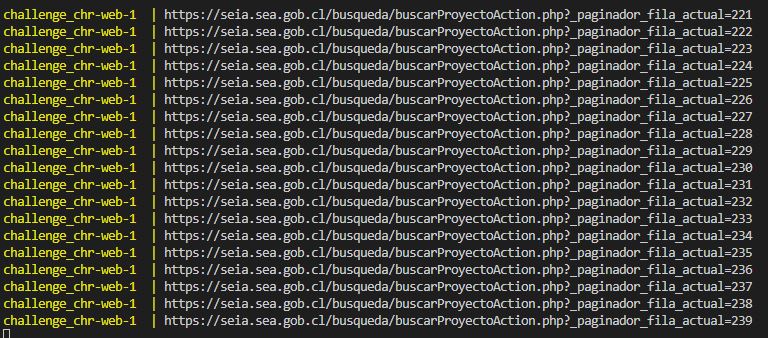 challenge_chr-web-1  | https://seia.sea.gob.cl/busqueda/buscarProyectoAction.php?_paginador_fila_actual=221
challenge_chr-web-1  | https://seia.sea.gob.cl/busqueda/buscarProyectoAction.php?_paginador_fila_actual=222
challenge_chr-web-1  | https://seia.sea.gob.cl/busqueda/buscarProyectoAction.php?_paginador_fila_actual=223
challenge_chr-web-1  | https://seia.sea.gob.cl/busqueda/buscarProyectoAction.php?_paginador_fila_actual=224
challenge_chr-web-1  | https://seia.sea.gob.cl/busqueda/buscarProyectoAction.php?_paginador_fila_actual=225
challenge_chr-web-1  | https://seia.sea.gob.cl/busqueda/buscarProyectoAction.php?_paginador_fila_actual=226
challenge_chr-web-1  | https://seia.sea.gob.cl/busqueda/buscarProyectoAction.php?_paginador_fila_actual=227
challenge_chr-web-1  | https://seia.sea.gob.cl/busqueda/buscarProyectoAction.php?_paginador_fila_actual=228
challenge_chr-web-1  | https://seia.sea.gob.cl/busqueda/buscarProyectoAction.php?_paginador_fila_actual=229
challenge_chr-web-1  | https://seia.sea.gob.cl/busqueda/buscarProyectoAction.php?_paginador_fila_actual=230
challenge_chr-web-1  | https://seia.sea.gob.cl/busqueda/buscarProyectoAction.php?_paginador_fila_actual=231
challenge_chr-web-1  | https://seia.sea.gob.cl/busqueda/buscarProyectoAction.php?_paginador_fila_actual=232
challenge_chr-web-1  | https://seia.sea.gob.cl/busqueda/buscarProyectoAction.php?_paginador_fila_actual=233
challenge_chr-web-1  | https://seia.sea.gob.cl/busqueda/buscarProyectoAction.php?_paginador_fila_actual=234
challenge_chr-web-1  | https://seia.sea.gob.cl/busqueda/buscarProyectoAction.php?_paginador_fila_actual=235
challenge_chr-web-1  | https://seia.sea.gob.cl/busqueda/buscarProyectoAction.php?_paginador_fila_actual=236
challenge_chr-web-1  | https://seia.sea.gob.cl/busqueda/buscarProyectoAction.php?_paginador_fila_actual=237
challenge_chr-web-1  | https://seia.sea.gob.cl/busqueda/buscarProyectoAction.php?_paginador_fila_actual=238
challenge_chr-web-1  | https://seia.sea.gob.cl/busqueda/buscarProyectoAction.php?_paginador_fila_actual=239